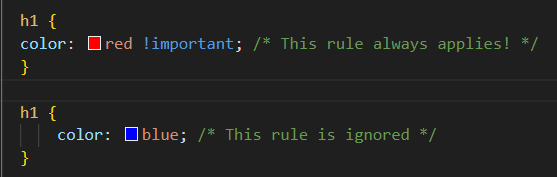 h1 {
color: red !important; /* This rule always applies! */
}
h1 {
color: blue; /* This rule is ignored */
}